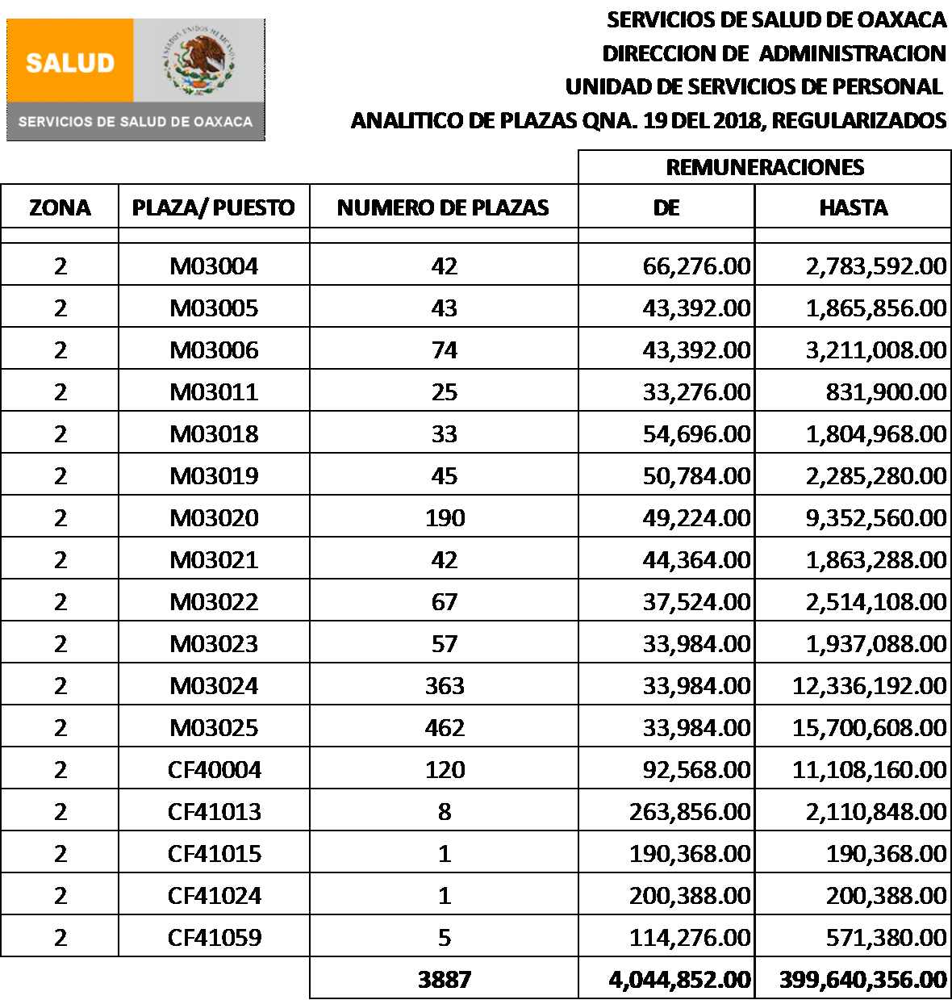 SALUD
ESTADOS UNIDOS MEXICANOS
SERVICIOS DE SALUD DE OAXACA
SERVICIOS DE SALUD DE OAXACA
DIRECCION DE ADMINISTRACION
UNIDAD DE SERVICIOS DE PERSONAL
ANALITICO DE PLAZAS QNA. 19 DEL 2018, REGULARIZADOS
REMUNERACIONES
ZONA PLAZA/ PUESTO NUMERO DE PLAZAS DE HASTA
2 M03004 42 66,276.00 2,783,592.00
2 M03005 43 43,392.00 1,865,856.00
2 M03006 74 43,392.00 3,211,008.00
2 M03011 25 33,276.00 831,900.00
2 M03018 33 54,696.00 1,804,968.00
2 M03019 45 50,784.00 2,285,280.00
2 M03020 190 49,224.00 9,352,560.00
2 M03021 42 44,364.00 1,863,288.00
2 M03022 67 37,524.00 2,514,108.00
2 M03023 57 33,984.00 1,937,088.00
2 M03024 363 33,984.00 12,336,192.00
2 M03025 462 33,984.00 15,700,608.00
2 CF40004 120 92,568.00 11,108,160.00
2 CF41013 8 263,856.00 2,110,848.00
2 CF41015 1 190,368.00 190,368.00
2 CF41024 1 200,388.00 200,388.00
2 CF41059 5 114,276.00 571,380.00
3887 4,044,852.00 399,640,356.00